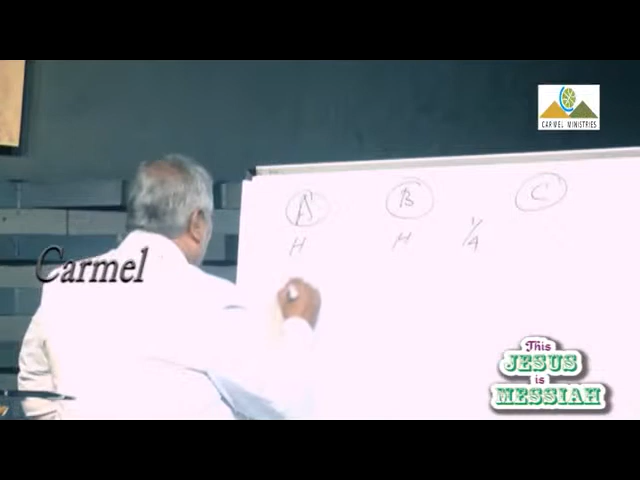 CARMEL MINISTRIES
A B C
H H 1/4
Carmel
This
JESUS
is
MESSIAH